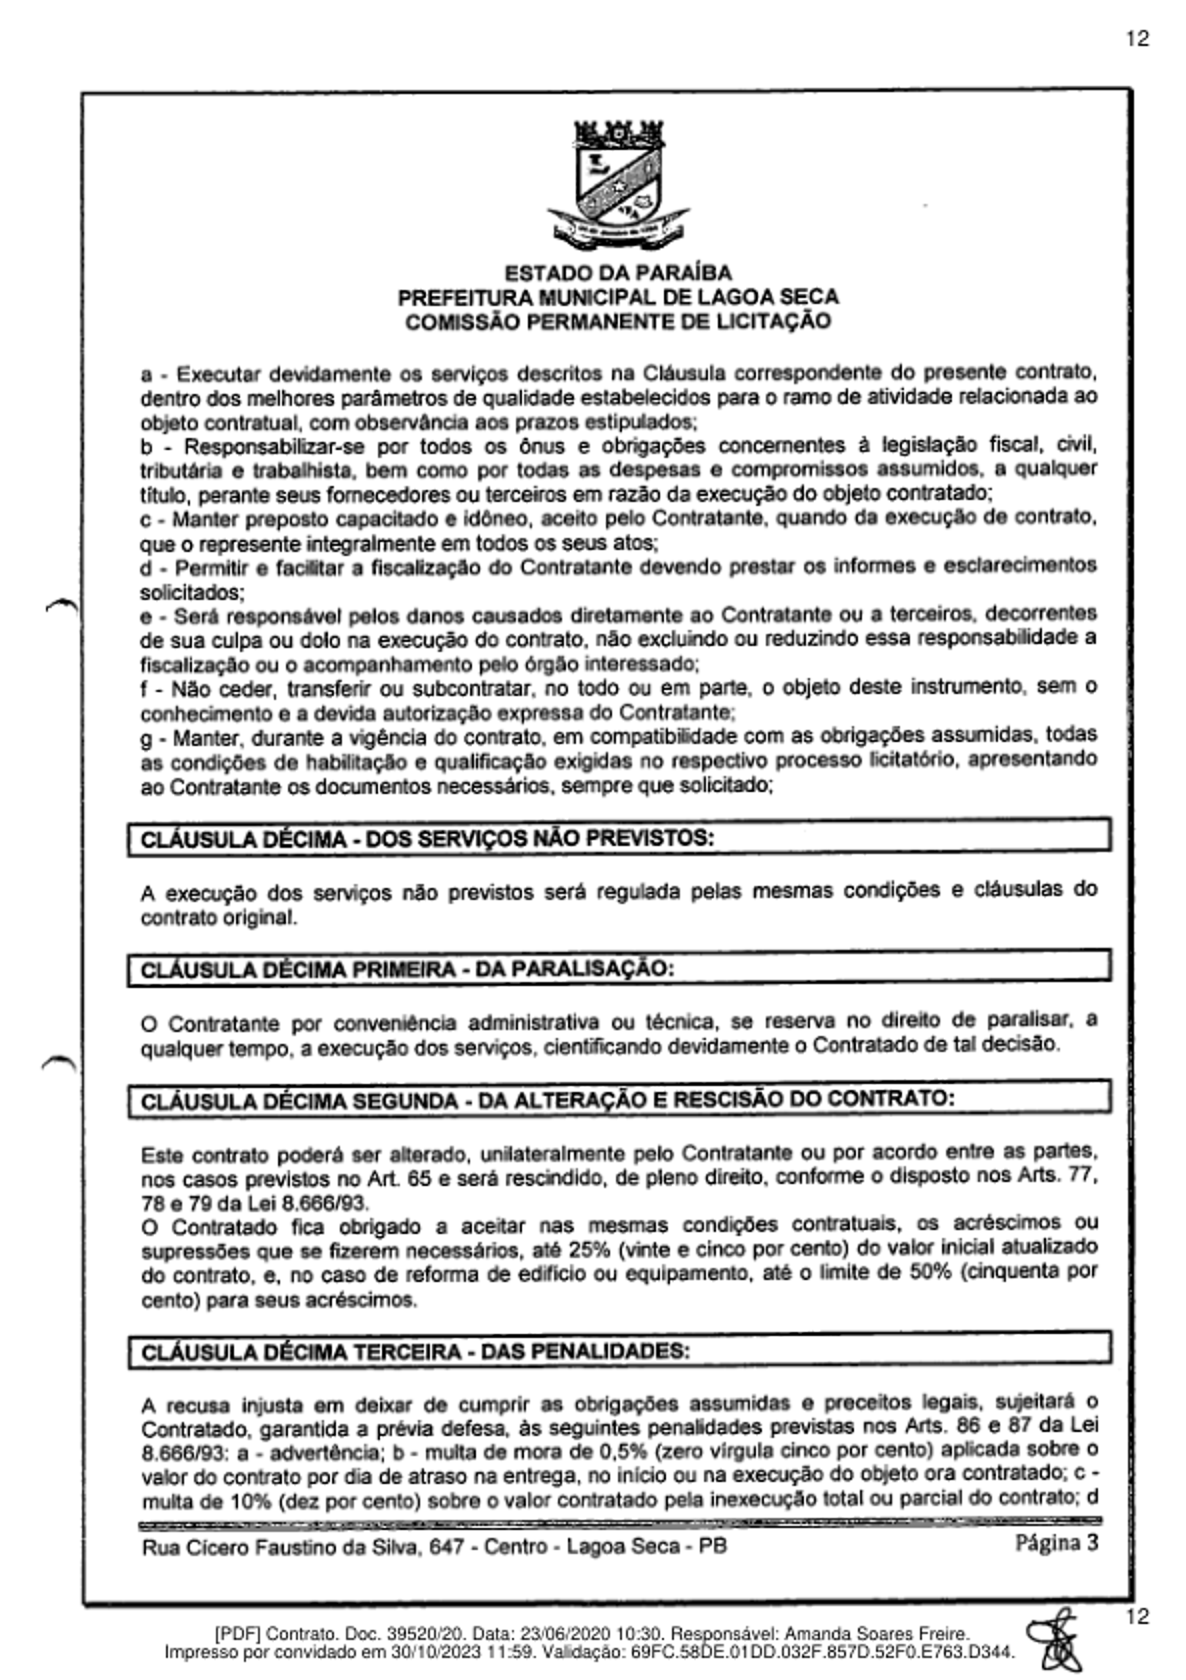 12
ESTADO DA PARAÍBA
PREFEITURA MUNICIPAL DE LAGOA SECA
COMISSÃO PERMANENTE DE LICITAÇÃO
a - Executar devidamente os serviços descritos na Cláusula correspondente do presente contrato,
dentro dos melhores parâmetros de qualidade estabelecidos para o ramo de atividade relacionada ao
objeto contratual, com observância aos prazos estipulados;
b - Responsabilizar-se por todos os ônus e obrigações concernentes à legislação fiscal, civil,
tributária e trabalhista, bem como por todas as despesas e compromissos assumidos, a qualquer
título, perante seus fornecedores ou terceiros em razão da execução do objeto contratado;
c - Manter preposto capacitado e idôneo, aceito pelo Contratante, quando da execução de contrato,
que o represente integralmente em todos os seus atos;
d - Permitir e facilitar a fiscalização do Contratante devendo prestar os informes e esclarecimentos
solicitados;
e - Será responsável pelos danos causados diretamente ao Contratante ou a terceiros, decorrentes
de sua culpa ou dolo na execução do contrato, não excluindo ou reduzindo essa responsabilidade a
fiscalização ou o acompanhamento pelo órgão interessado;
f - Não ceder, transferir ou subcontratar, no todo ou em parte, o objeto deste instrumento, sem o
conhecimento e a devida autorização expressa do Contratante;
g - Manter, durante a vigência do contrato, em compatibilidade com as obrigações assumidas, todas
as condições de habilitação e qualificação exigidas no respectivo processo licitatório, apresentando
ao Contratante os documentos necessários, sempre que solicitado;
CLÁUSULA DÉCIMA - DOS SERVIÇOS NÃO PREVISTOS:
A execução dos serviços não previstos será regulada pelas mesmas condições e cláusulas do
contrato original.
CLÁUSULA DÉCIMA PRIMEIRA - DA PARALISAÇÃO:
O Contratante por conveniência administrativa ou técnica, se reserva no direito de paralisar, a
qualquer tempo, a execução dos serviços, cientificando devidamente o Contratado de tal decisão.
CLÁUSULA DÉCIMA SEGUNDA - DA ALTERAÇÃO E RESCISÃO DO CONTRATO:
Este contrato poderá ser alterado, unilateralmente pelo Contratante ou por acordo entre as partes,
nos casos previstos no Art. 65 e será rescindido, de pleno direito, conforme o disposto nos Arts. 77,
78 e 79 da Lei 8.666/93.
O Contratado fica obrigado a aceitar nas mesmas condições contratuais, os acréscimos ou
supressões que se fizerem necessários, até 25% (vinte e cinco por cento) do valor inicial atualizado
do contrato, e, no caso de reforma de edifício ou equipamento, até o limite de 50% (cinquenta por
cento) para seus acréscimos.
CLÁUSULA DÉCIMA TERCEIRA - DAS PENALIDADES:
A recusa injusta em deixar de cumprir as obrigações assumidas e preceitos legais, sujeitará o
Contratado, garantida a prévia defesa, às seguintes penalidades previstas nos Arts. 86 e 87 da Lei
8.666/93: a - advertência; b - multa de mora de 0,5% (zero vírgula cinco por cento) aplicada sobre o
valor do contrato por dia de atraso na entrega, no início ou na execução do objeto ora contratado; c -
multa de 10% (dez por cento) sobre o valor contratado pela inexecução total ou parcial do contrato; d
Rua Cícero Faustino da Silva, 647 - Centro - Lagoa Seca - PB
Página 3
12
[PDF] Contrato. Doc. 39520/20. Data: 23/06/2020 10:30. Responsável: Amanda Soares Freire.
Impresso por convidado em 30/10/2023 11:59. Validação: 69FC.58DE.01DD.032F.857D.52F0.E763.D344.